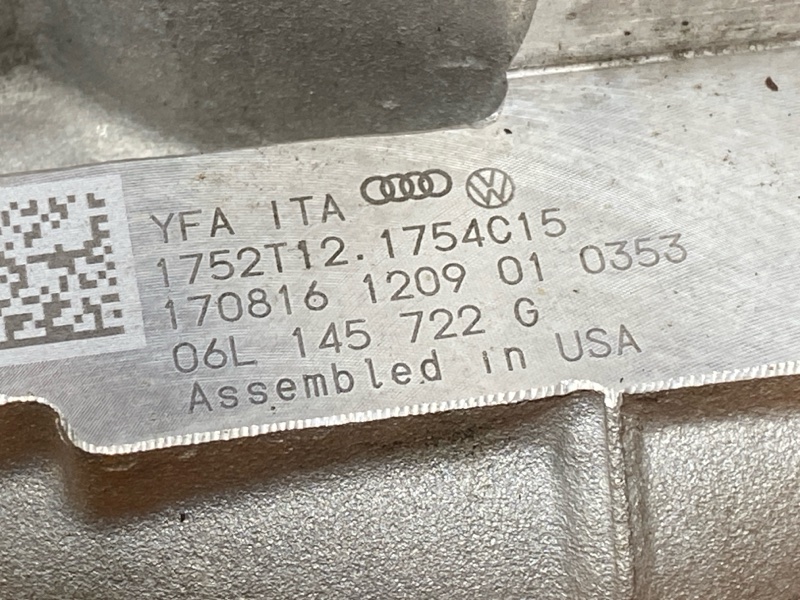 YFA ITA
1752T12.1754C15
170816 1209 01 0353
06L 145 722 G
Assembled in USA